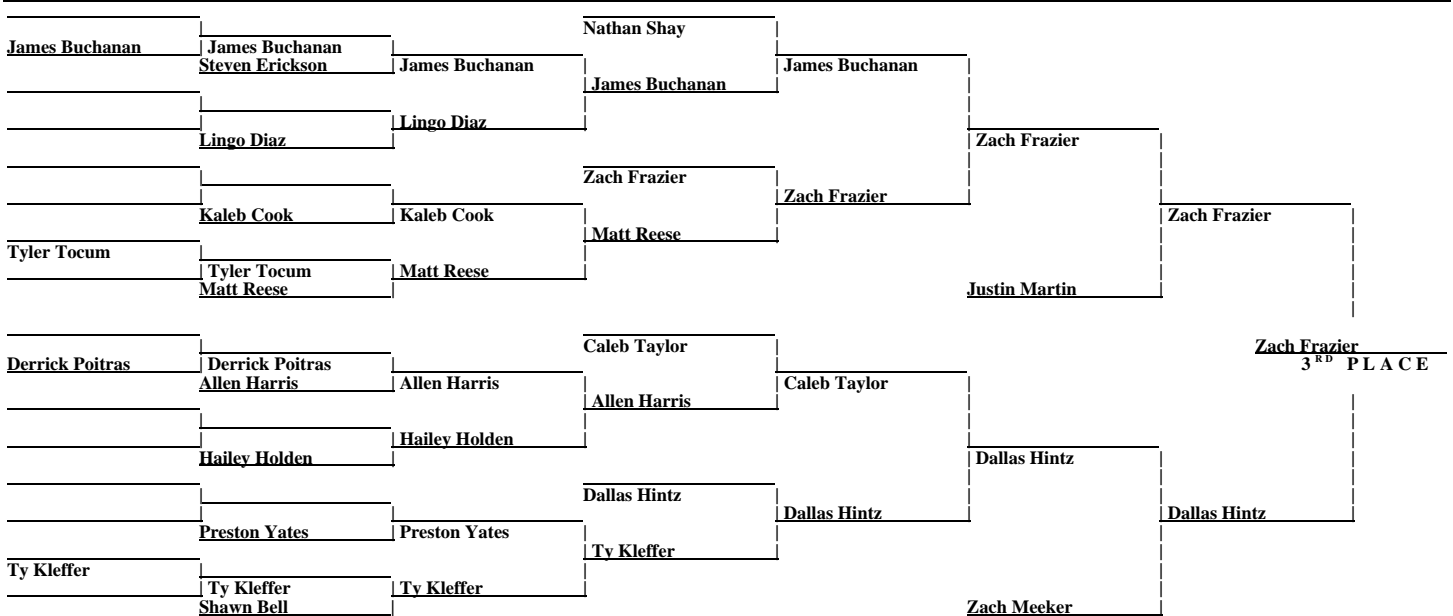 Nathan Shay
James Buchanan James Buchanan
Steven Erickson James Buchanan James Buchanan
James Buchanan
Lingo Diaz
Lingo Diaz Zach Frazier
Zach Frazier
Zach Frazier
Kaleb Cook Kaleb Cook Zach Frazier
Matt Reese
Tyler Tocum
Tyler Tocum Matt Reese
Matt Reese Justin Martin
Caleb Taylor Zach Frazier
Derrick Poitras Derrick Poitras 3RD PLACE
Allen Harris Allen Harris Caleb Taylor
Allen Harris
Hailey Holden
Hailey Holden Dallas Hintz
Dallas Hintz
Dallas Hintz Dallas Hintz
Preston Yates Preston Yates
Ty Kleffer
Ty Kleffer
Ty Kleffer Ty Kleffer
Shawn Bell Zach Meeker